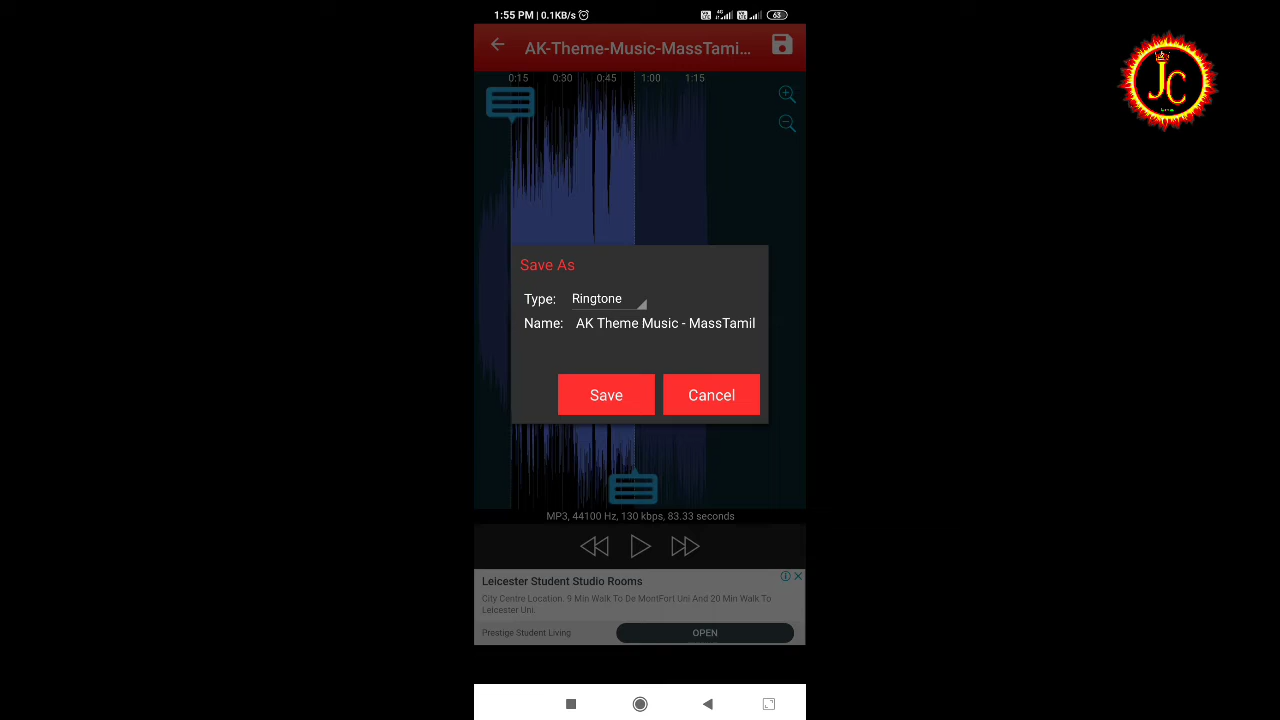 1:55 PM | 0.1KB/s
63
AK-Theme-Music-MassTami...
0:15 0:30 0:45 1:00 1:15
JC
Save As
Type: Ringtone
Name: AK Theme Music - MassTamil
Save Cancel
MP3, 44100 Hz, 130 kbps, 83.33 seconds
Leicester Student Studio Rooms
City Centre Location. 9 Min Walk To De MontFort Uni And 20 Min Walk To
Leicester Uni.
Prestige Student Living OPEN